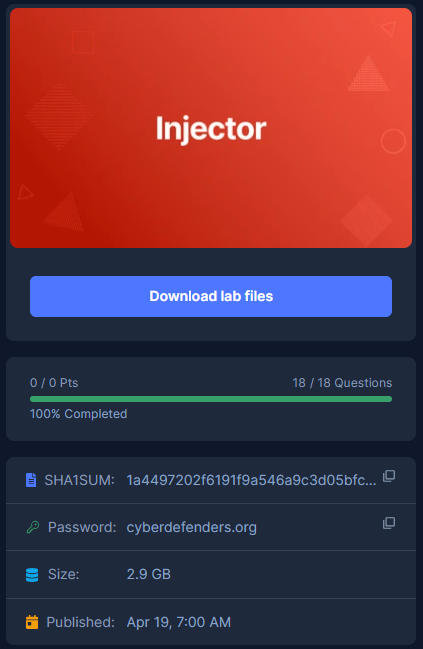 Injector
Download lab files
0 / 0 Pts 18 / 18 Questions
100% Completed
SHA1SUM: 1a4497202f6191f9a546a9c3d05bfc...
Password: cyberdefenders.org
Size: 2.9 GB
Published: Apr 19, 7:00 AM